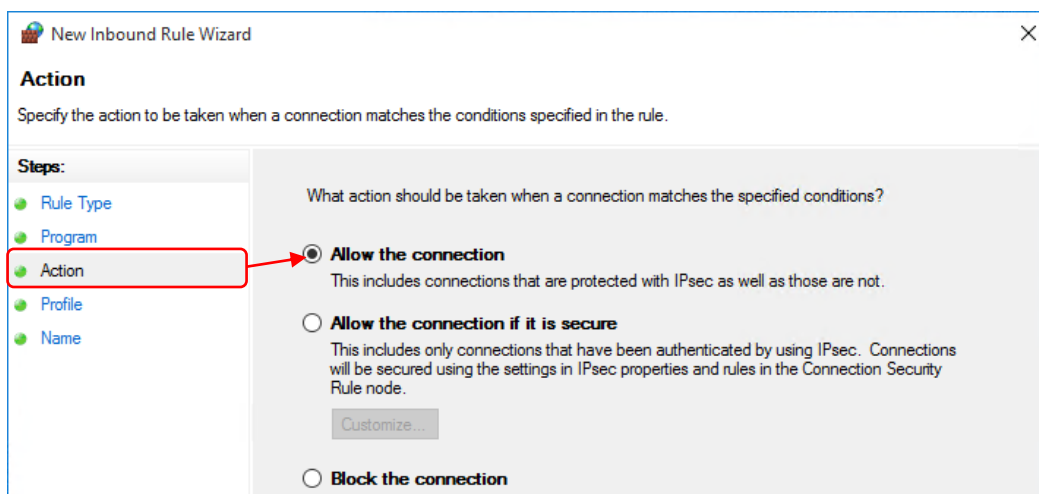 New Inbound Rule Wizard
Action
Specify the action to be taken when a connection matches the conditions specified in the rule.
Steps:
Rule Type
Program
Action
Profile
Name
What action should be taken when a connection matches the specified conditions?
Allow the connection
This includes connections that are protected with IPsec as well as those are not.
Allow the connection if it is secure
This includes only connections that have been authenticated by using IPsec. Connections
will be secured using the settings in IPsec properties and rules in the Connection Security
Rule node.
Customize...
Block the connection